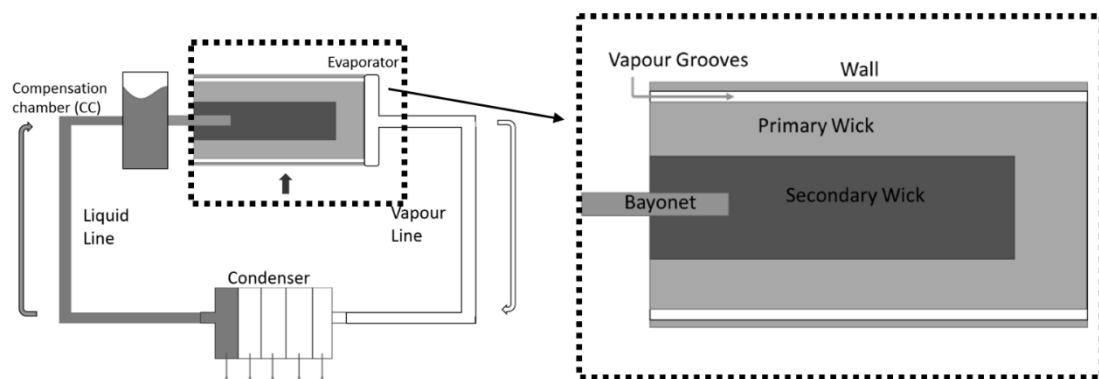 Evaporator
Compensation
chamber (CC)
Liquid
Line
Vapour
Line
Condenser
Vapour Grooves
Wall
Primary Wick
Secondary Wick
Bayonet